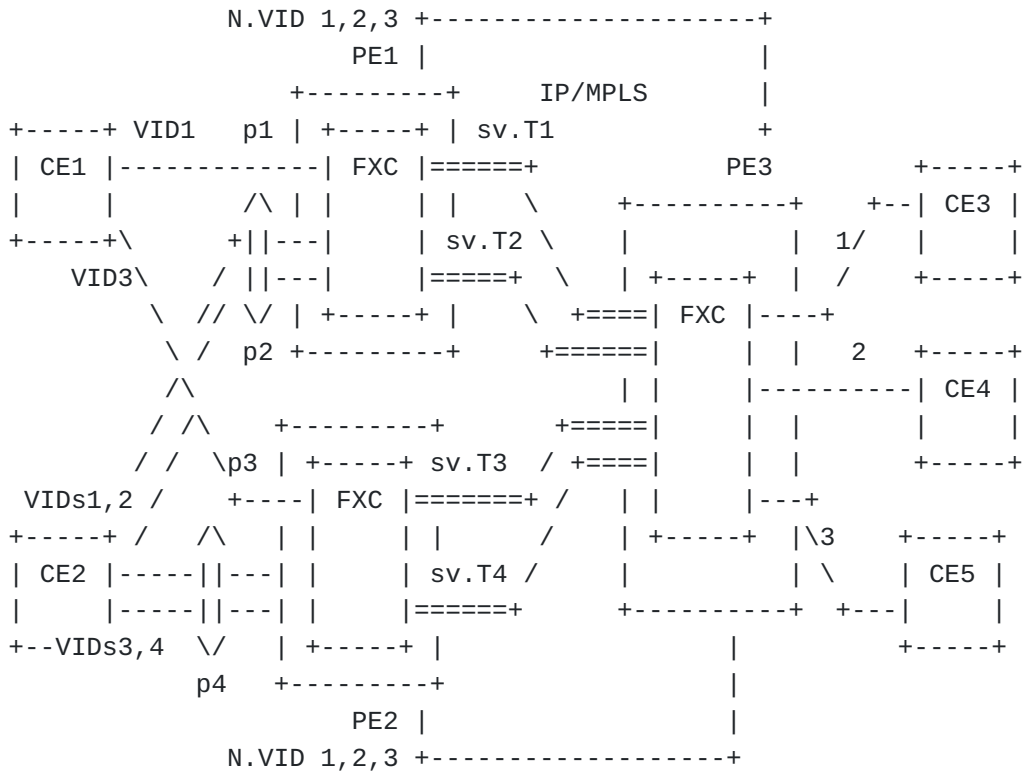 N.VID 1,2,3 +---------------------+
                      PE1 |                     |
                  +---------+     IP/MPLS       |
+-----+ VID1   p1 | +-----+ | sv.T1             +
| CE1 |-------------| FXC |======+            PE3         +-----+
|     |        /\ | |     | |    \     +----------+    +--| CE3 |
+-----+\      +||---|     | sv.T2 \    |          |  1/   |     |
    VID3\    / ||---|     |=====+  \   | +-----+  |  /    +-----+
         \  // \/ | +-----+ |    \  +====| FXC |----+
          \ /  p2 +---------+     +======|     |  |   2   +-----+
          /\                           | |     |----------| CE4 |
         / /\    +---------+       +=====|     |  |       |     |
        / /  \p3 | +-----+ sv.T3  / +====|     |  |       +-----+
 VIDs1,2 /    +----| FXC |=======+ /   | |     |---+
+-----+ /   /\   | |     | |      /    | +-----+  |\3    +-----+
| CE2 |-----||---| |     | sv.T4 /     |          | \    | CE5 |
|     |-----||---| |     |======+      +----------+  +---|     |
+--VIDs3,4  \/   | +-----+ |                  |          +-----+
            p4   +---------+                  |
                      PE2 |                   |
              N.VID 1,2,3 +-------------------+